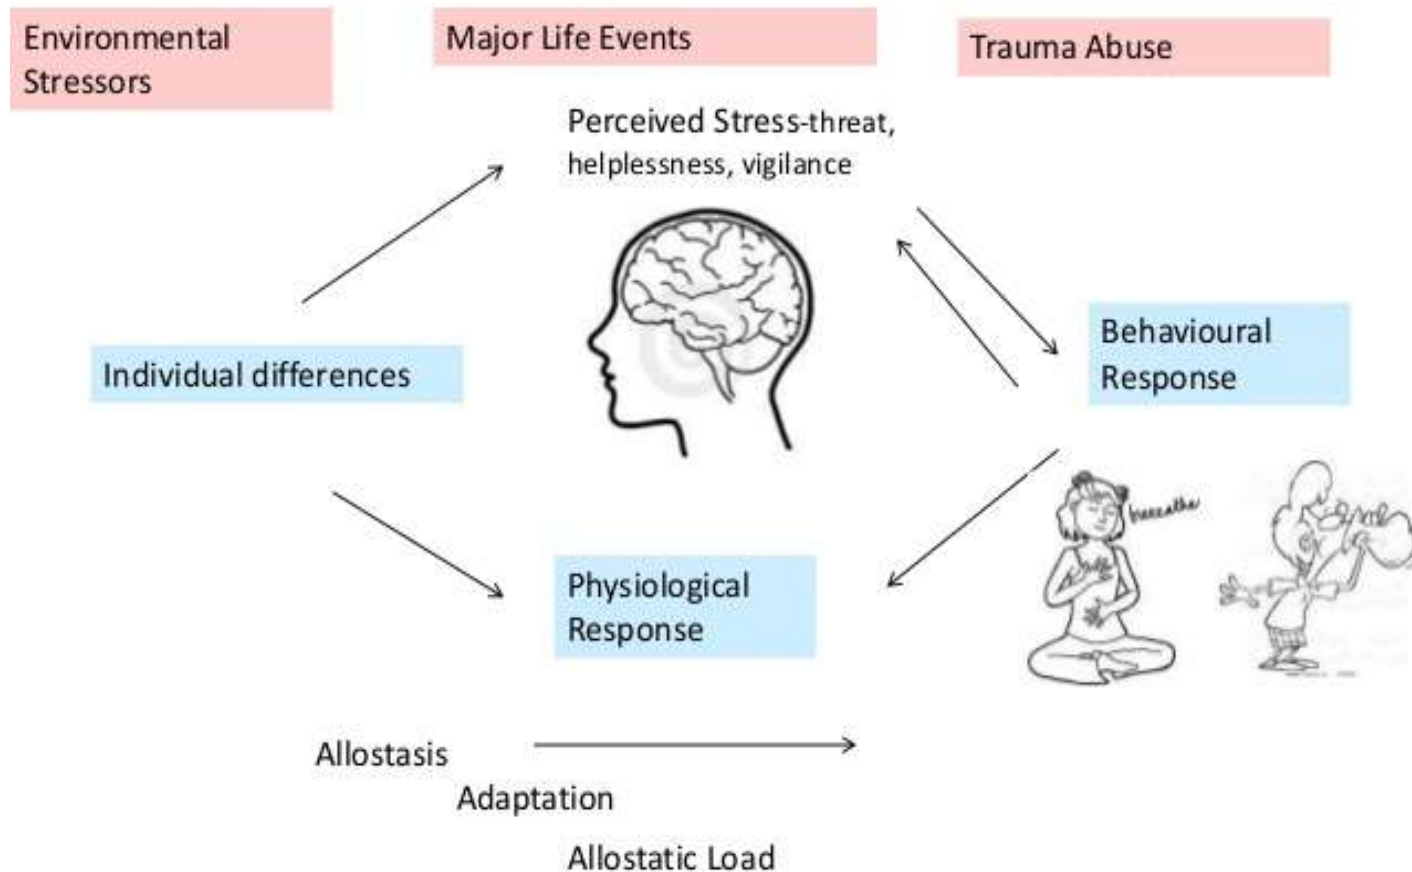 Environmental
Stressors
Major Life Events
Trauma Abuse
Perceived Stress-threat,
helplessness, vigilance
Individual differences
Behavioural
Response
breathe
Physiological
Response
Allostasis
Adaptation
Allostatic Load